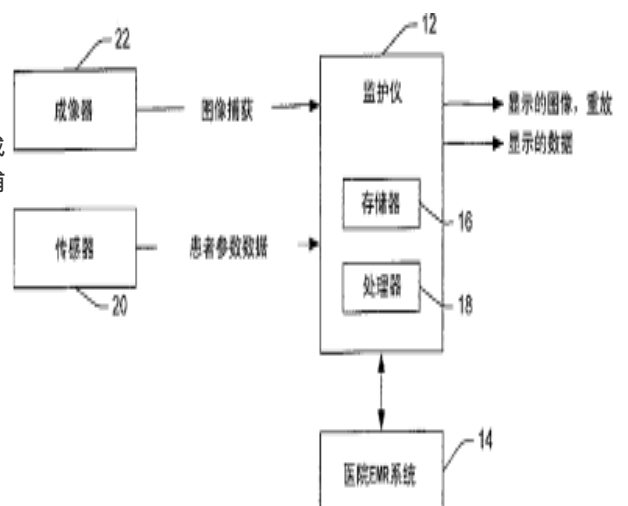 22
12
成像器
图像捕获
监护仪
显示的图像，重放
显示的数据
传感器
患者参数数据
存储器
16
处理器
18
20
14
医院EMR系统